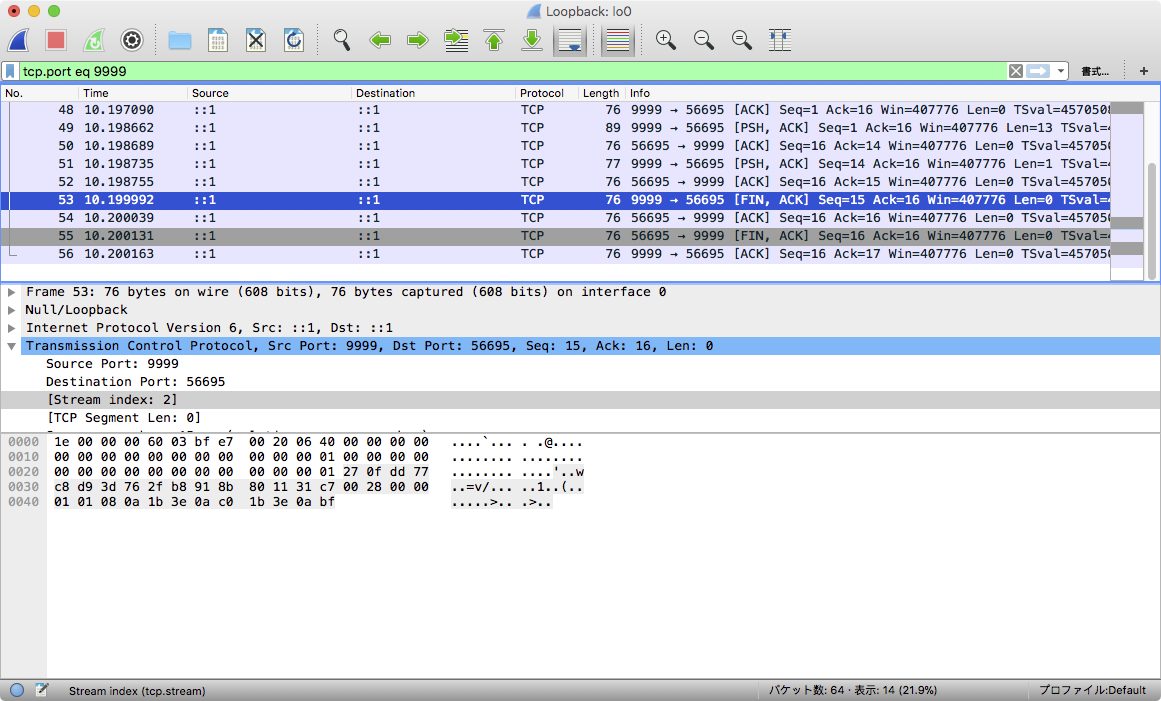 Loopback: lo0
tcp.port eq 9999 書式… +
No. Time Source Destination Protocol Length Info
48 10.197090 ::1 ::1 TCP 76 9999 → 56695 [ACK] Seq=1 Ack=16 Win=407776 Len=0 TSval=4570508
49 10.198662 ::1 ::1 TCP 89 9999 → 56695 [PSH, ACK] Seq=1 Ack=16 Win=407776 Len=13 TSval=4
50 10.198689 ::1 ::1 TCP 76 56695 → 9999 [ACK] Seq=16 Ack=14 Win=407776 Len=0 TSval=457050
51 10.198735 ::1 ::1 TCP 77 9999 → 56695 [PSH, ACK] Seq=14 Ack=16 Win=407776 Len=1 TSval=4
52 10.198755 ::1 ::1 TCP 76 56695 → 9999 [ACK] Seq=16 Ack=15 Win=407776 Len=0 TSval=457050
53 10.199992 ::1 ::1 TCP 76 9999 → 56695 [FIN, ACK] Seq=15 Ack=16 Win=407776 Len=0 TSval=4
54 10.200039 ::1 ::1 TCP 76 56695 → 9999 [ACK] Seq=16 Ack=16 Win=407776 Len=0 TSval=457050
55 10.200131 ::1 ::1 TCP 76 56695 → 9999 [FIN, ACK] Seq=16 Ack=16 Win=407776 Len=0 TSval=4
56 10.200163 ::1 ::1 TCP 76 9999 → 56695 [ACK] Seq=16 Ack=17 Win=407776 Len=0 TSval=457050
Frame 53: 76 bytes on wire (608 bits), 76 bytes captured (608 bits) on interface 0
Null/Loopback
Internet Protocol Version 6, Src: ::1, Dst: ::1
Transmission Control Protocol, Src Port: 9999, Dst Port: 56695, Seq: 15, Ack: 16, Len: 0
Source Port: 9999
Destination Port: 56695
[Stream index: 2]
[TCP Segment Len: 0]
0000 1e 00 00 00 60 03 bf e7 00 20 06 40 00 00 00 00 ....`... . .@....
0010 00 00 00 00 00 00 00 00 00 00 00 01 00 00 00 00 ........ ........
0020 00 00 00 00 00 00 00 00 00 00 00 01 27 0f dd 77 ........ ....'..w
0030 c8 d9 3d 76 2f b8 91 8b 80 11 31 c7 00 28 00 00 ..=v/... ..1..(..
0040 01 01 08 0a 1b 3e 0a c0 1b 3e 0a bf .....>.. .>..
Stream index (tcp.stream) パケット数: 64 · 表示: 14 (21.9%) プロファイル:Default